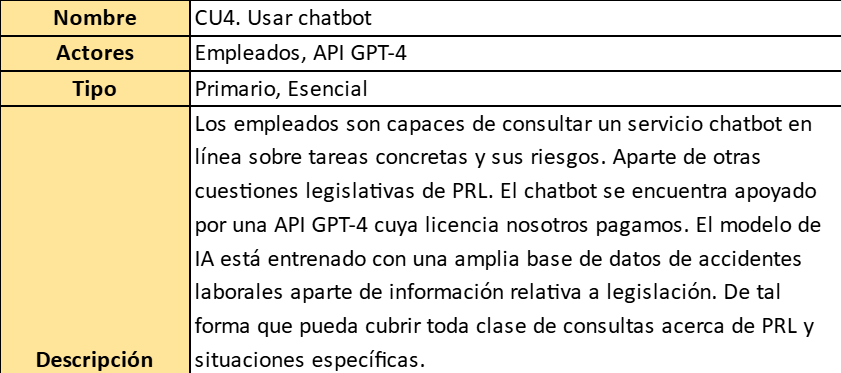 Nombre CU4. Usar chatbot
Actores Empleados, API GPT-4
Tipo Primario, Esencial
Los empleados son capaces de consultar un servicio chatbot en
línea sobre tareas concretas y sus riesgos. Aparte de otras
cuestiones legislativas de PRL. El chatbot se encuentra apoyado
por una API GPT-4 cuya licencia nosotros pagamos. El modelo de
IA está entrenado con una amplia base de datos de accidentes
laborales aparte de información relativa a legislación. De tal
forma que pueda cubrir toda clase de consultas acerca de PRL y
Descripción situaciones específicas.